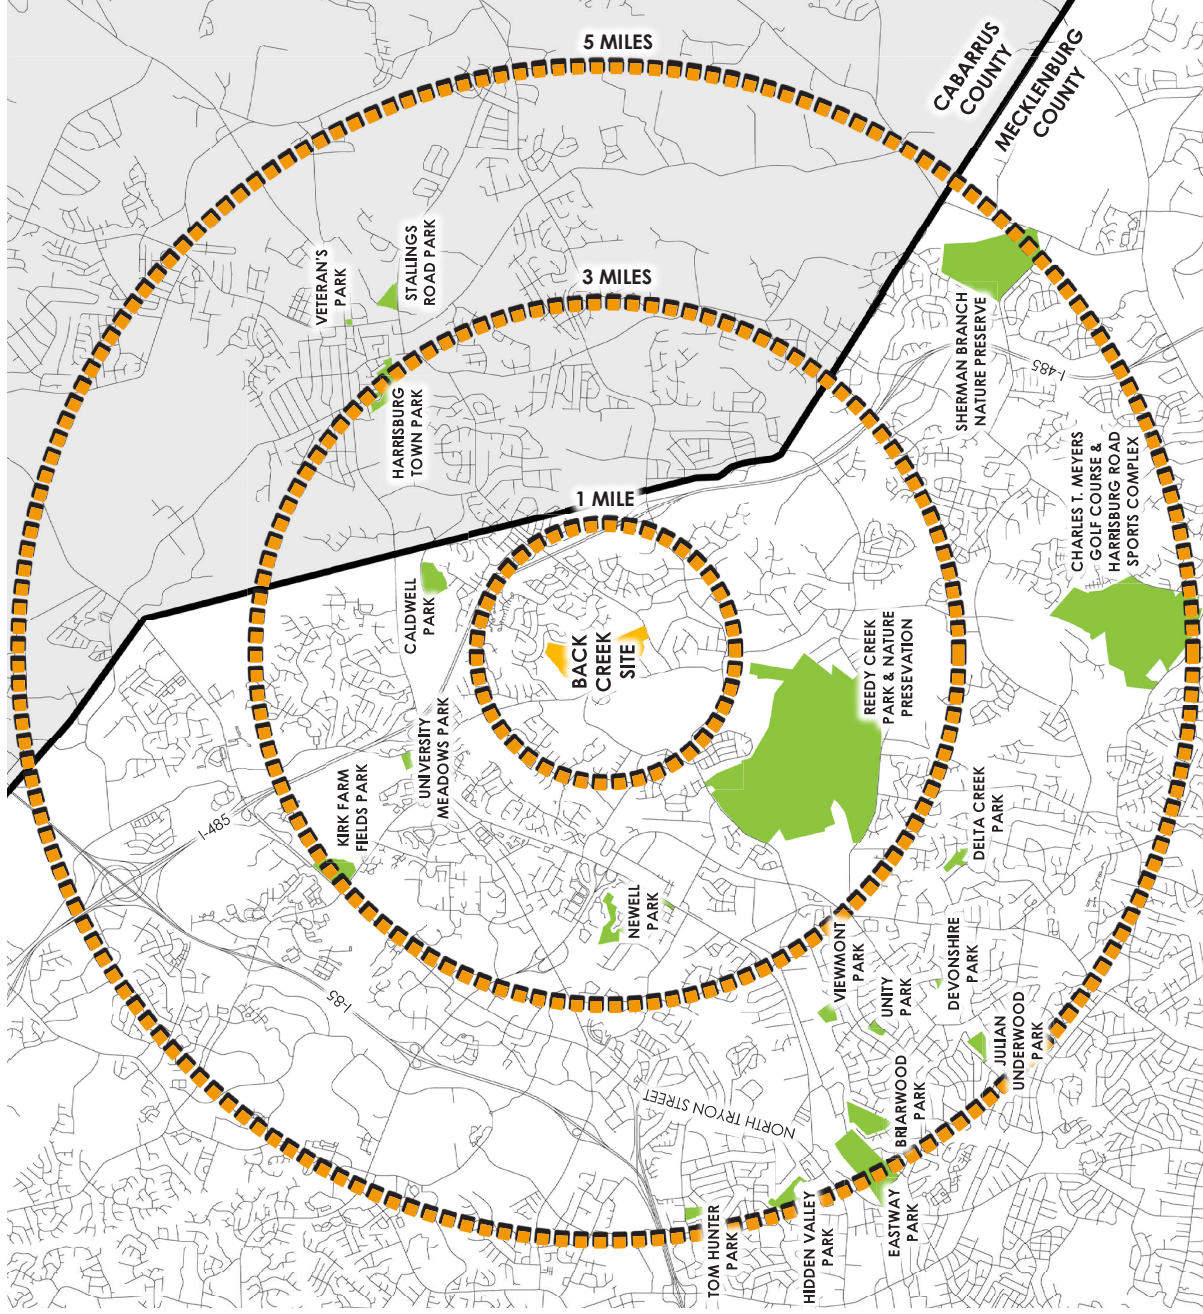 5 MILES
CABARRUS
COUNTY
MECKLENBURG
COUNTY
VETERAN'S
PARK
STALLINGS
ROAD PARK
3 MILES
HARRISBURG
TOWN PARK
SHERMAN BRANCH
NATURE PRESERVE
I-485
1 MILE
CHARLES T. MEYERS
GOLF COURSE &
HARRISBURG ROAD
SPORTS COMPLEX
CALDWELL
PARK
BACK
CREEK
SITE
REEDY CREEK
PARK & NATURE
PRESEVATION
UNIVERSITY
MEADOWS PARK
I-485
KIRK FARM
FIELDS PARK
DELTA CREEK
PARK
NEWELL
PARK
VIEWMONT
PARK
UNITY
PARK
DEVONSHIRE
PARK
I-85
JULIAN
UNDERWOOD
PARK
BRIARWOOD
PARK
NORTH TRYON STREET
TOM HUNTER
PARK
HIDDEN VALLEY
PARK
EASTWAY
PARK